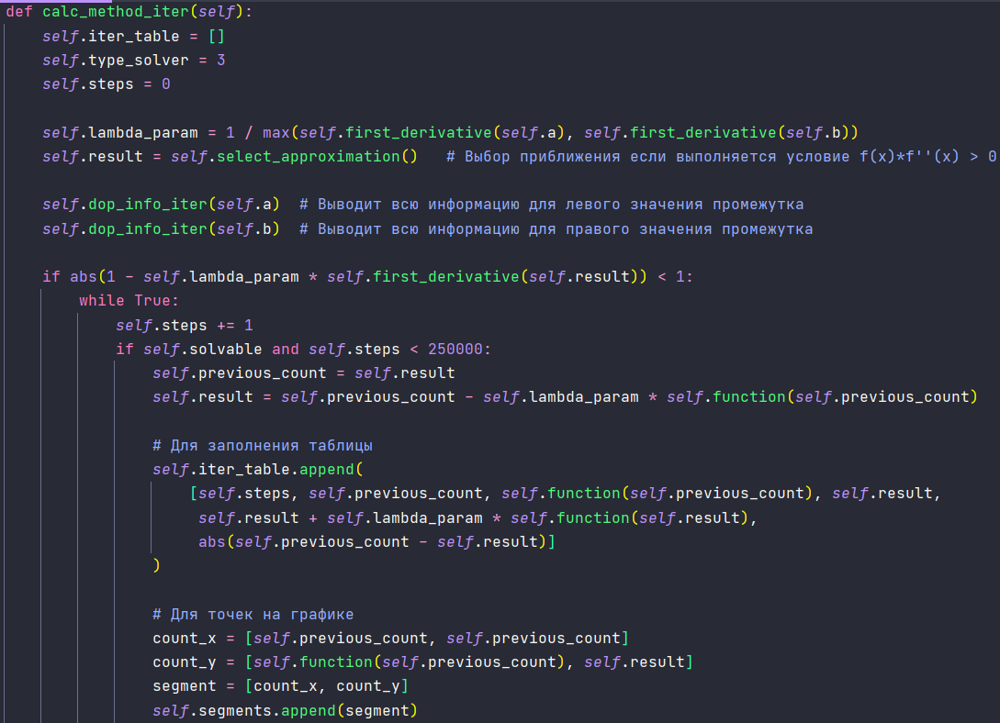 def calc_method_iter(self):
    self.iter_table = []
    self.type_solver = 3
    self.steps = 0
    self.lambda_param = 1 / max(self.first_derivative(self.a), self.first_derivative(self.b))
    self.result = self.select_approximation()   # Выбор приближения если выполняется условие f(x)*f''(x) > 0
    self.dop_info_iter(self.a)  # Выводит всю информацию для левого значения промежутка
    self.dop_info_iter(self.b)  # Выводит всю информацию для правого значения промежутка
    if abs(1 - self.lambda_param * self.first_derivative(self.result)) < 1:
        while True:
            self.steps += 1
            if self.solvable and self.steps < 250000:
                self.previous_count = self.result
                self.result = self.previous_count - self.lambda_param * self.function(self.previous_count)
                # Для заполнения таблицы
                self.iter_table.append(
                    [self.steps, self.previous_count, self.function(self.previous_count), self.result,
                     self.result + self.lambda_param * self.function(self.result),
                     abs(self.previous_count - self.result)]
                )
                # Для точек на графике
                count_x = [self.previous_count, self.previous_count]
                count_y = [self.function(self.previous_count), self.result]
                segment = [count_x, count_y]
                self.segments.append(segment)